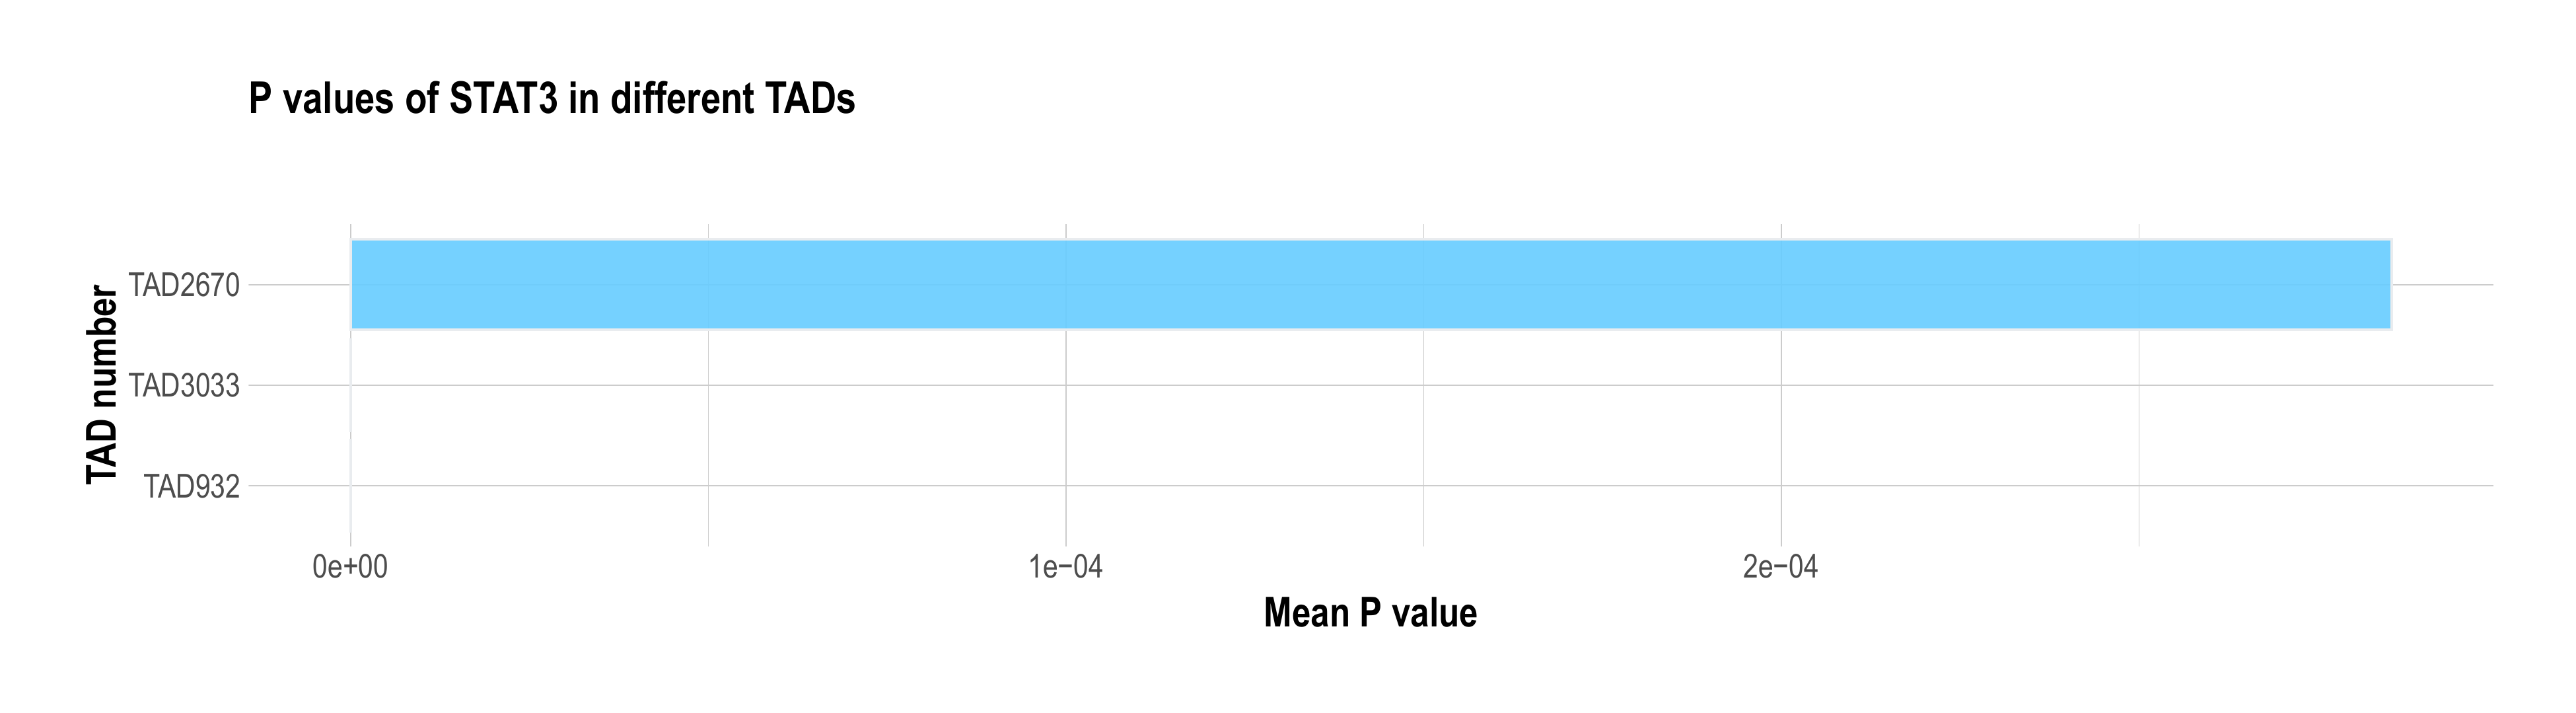 P values of STAT3 in different TADs
TAD number
TAD2670
TAD3033
TAD932
0e+00
1e−04
2e−04
Mean P value